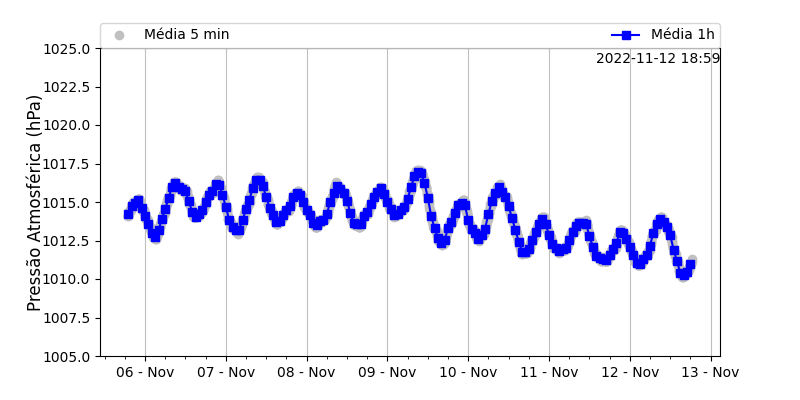 Média 5 min
Média 1h
2022-11-12 18:59
Pressão Atmosférica (hPa)
1025.0
1022.5
1020.0
1017.5
1015.0
1012.5
1010.0
1007.5
1005.0
06 - Nov
07 - Nov
08 - Nov
09 - Nov
10 - Nov
11 - Nov
12 - Nov
13 - Nov